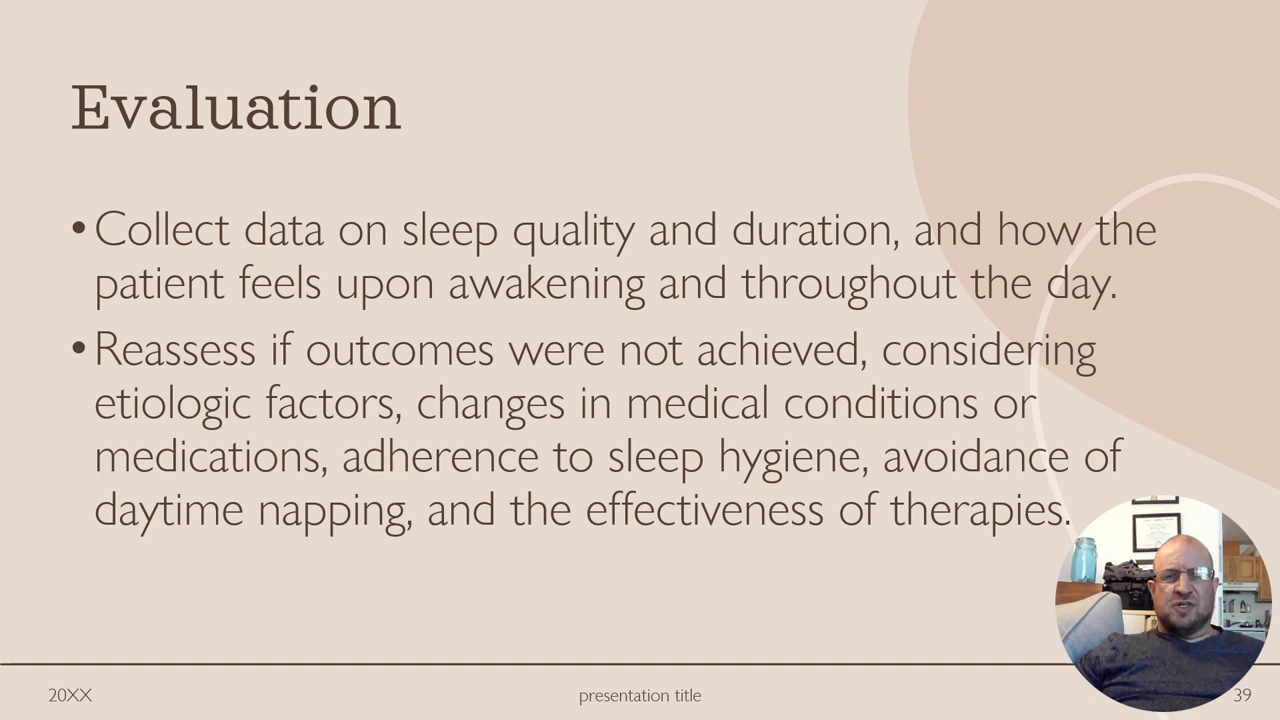 Evaluation
• Collect data on sleep quality and duration, and how the
patient feels upon awakening and throughout the day.
• Reassess if outcomes were not achieved, considering
etiologic factors, changes in medical conditions or
medications, adherence to sleep hygiene, avoidance of
daytime napping, and the effectiveness of therapies.
20XX
presentation title
39